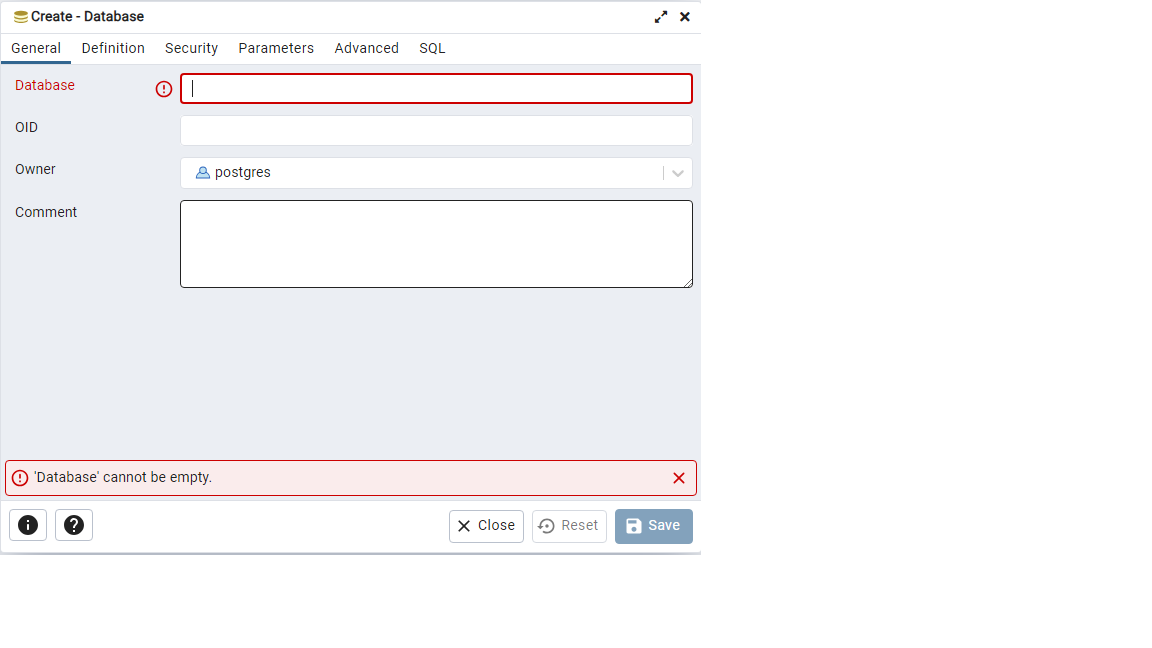 Create - Database
General Definition Security Parameters Advanced SQL
Database
OID
Owner postgres
Comment
'Database' cannot be empty.
Close Reset Save